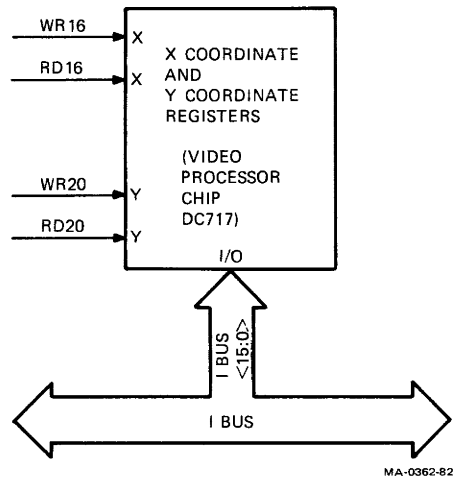 WR16
X
X COORDINATE
RD16
X
AND
Y COORDINATE
REGISTERS
(VIDEO
PROCESSOR
WR20
Y
CHIP
DC717)
RD20
Y
I/O
I BUS
<15:0>
I BUS
MA-0362-82